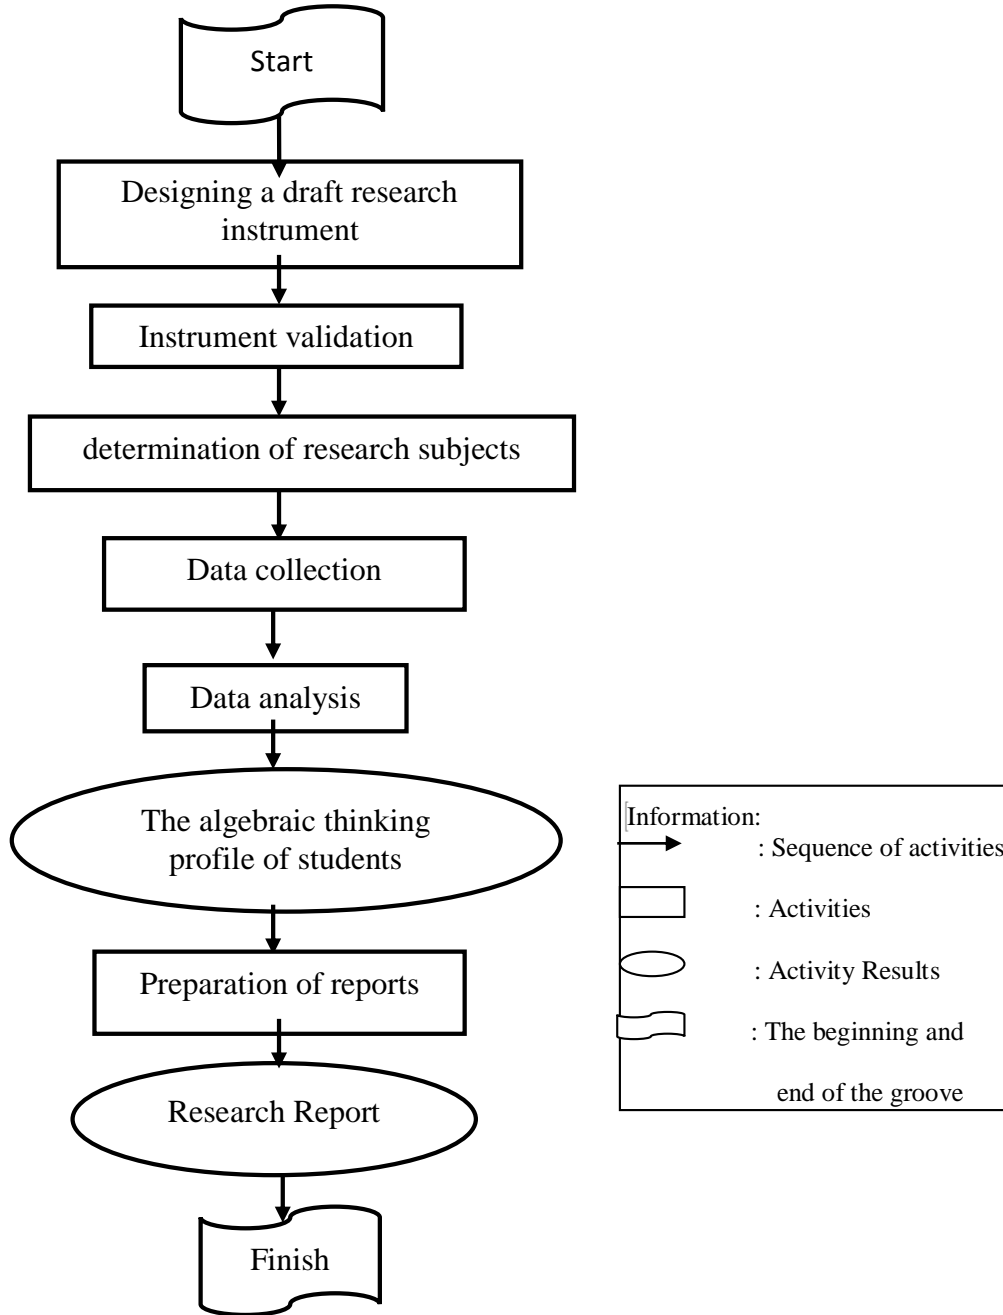 Start
Designing a draft research
instrument
Instrument validation
determination of research subjects
Data collection
Data analysis
The algebraic thinking
profile of students
Preparation of reports
Research Report
Finish
Information:
: Sequence of activities
: Activities
: Activity Results
: The beginning and
end of the groove